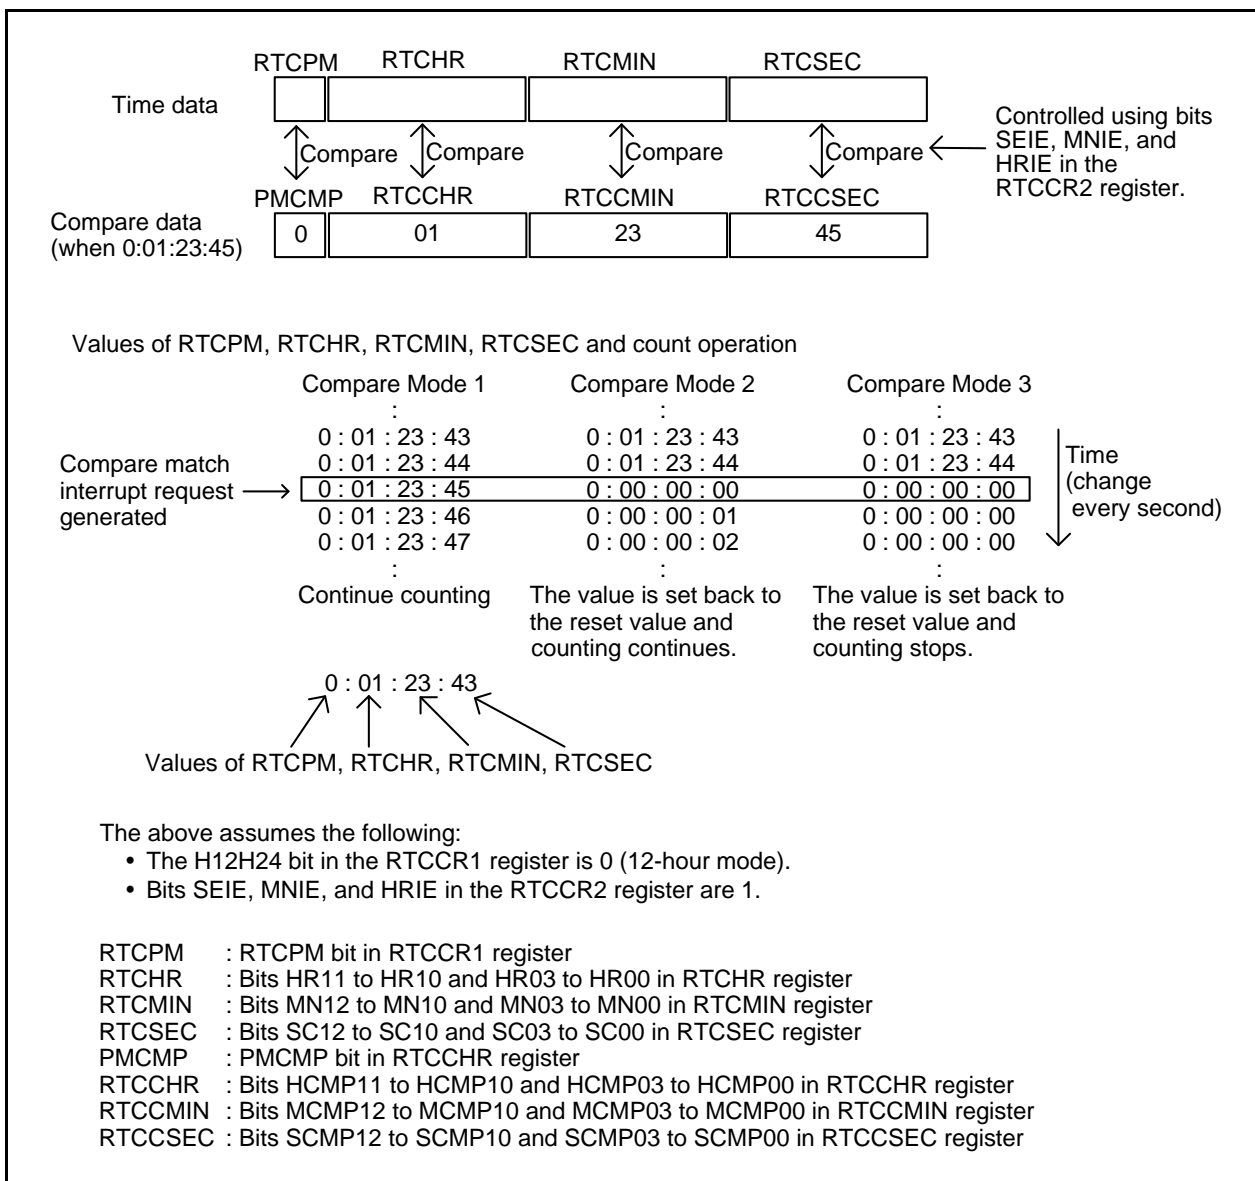 RTCPM RTCHR RTCMIN RTCSEC
Time data
Compare Compare Compare Compare
Controlled using bits
SEIE, MNIE, and
HRIE in the
RTCCR2 register.
PMCMP RTCCHR RTCCMIN RTCCSEC
Compare data
(when 0:01:23:45)
0 01 23 45
Values of RTCPM, RTCHR, RTCMIN, RTCSEC and count operation
Compare Mode 1 Compare Mode 2 Compare Mode 3
: : :
0 : 01 : 23 : 43 0 : 01 : 23 : 43 0 : 01 : 23 : 43
0 : 01 : 23 : 44 0 : 01 : 23 : 44 0 : 01 : 23 : 44
0 : 01 : 23 : 45 0 : 00 : 00 : 00 0 : 00 : 00 : 00
0 : 01 : 23 : 46 0 : 00 : 00 : 01 0 : 00 : 00 : 00
0 : 01 : 23 : 47 0 : 00 : 00 : 02 0 : 00 : 00 : 00
: : :
Compare match
interrupt request
generated
Time
(change
every second)
Continue counting
The value is set back to
the reset value and
counting continues.
The value is set back to
the reset value and
counting stops.
0 : 01 : 23 : 43
Values of RTCPM, RTCHR, RTCMIN, RTCSEC
The above assumes the following:
• The H12H24 bit in the RTCCR1 register is 0 (12-hour mode).
• Bits SEIE, MNIE, and HRIE in the RTCCR2 register are 1.
RTCPM : RTCPM bit in RTCCR1 register
RTCHR : Bits HR11 to HR10 and HR03 to HR00 in RTCHR register
RTCMIN : Bits MN12 to MN10 and MN03 to MN00 in RTCMIN register
RTCSEC : Bits SC12 to SC10 and SC03 to SC00 in RTCSEC register
PMCMP : PMCMP bit in RTCCHR register
RTCCHR : Bits HCMP11 to HCMP10 and HCMP03 to HCMP00 in RTCCHR register
RTCCMIN : Bits MCMP12 to MCMP10 and MCMP03 to MCMP00 in RTCCMIN register
RTCCSEC : Bits SCMP12 to SCMP10 and SCMP03 to SCMP00 in RTCCSEC register